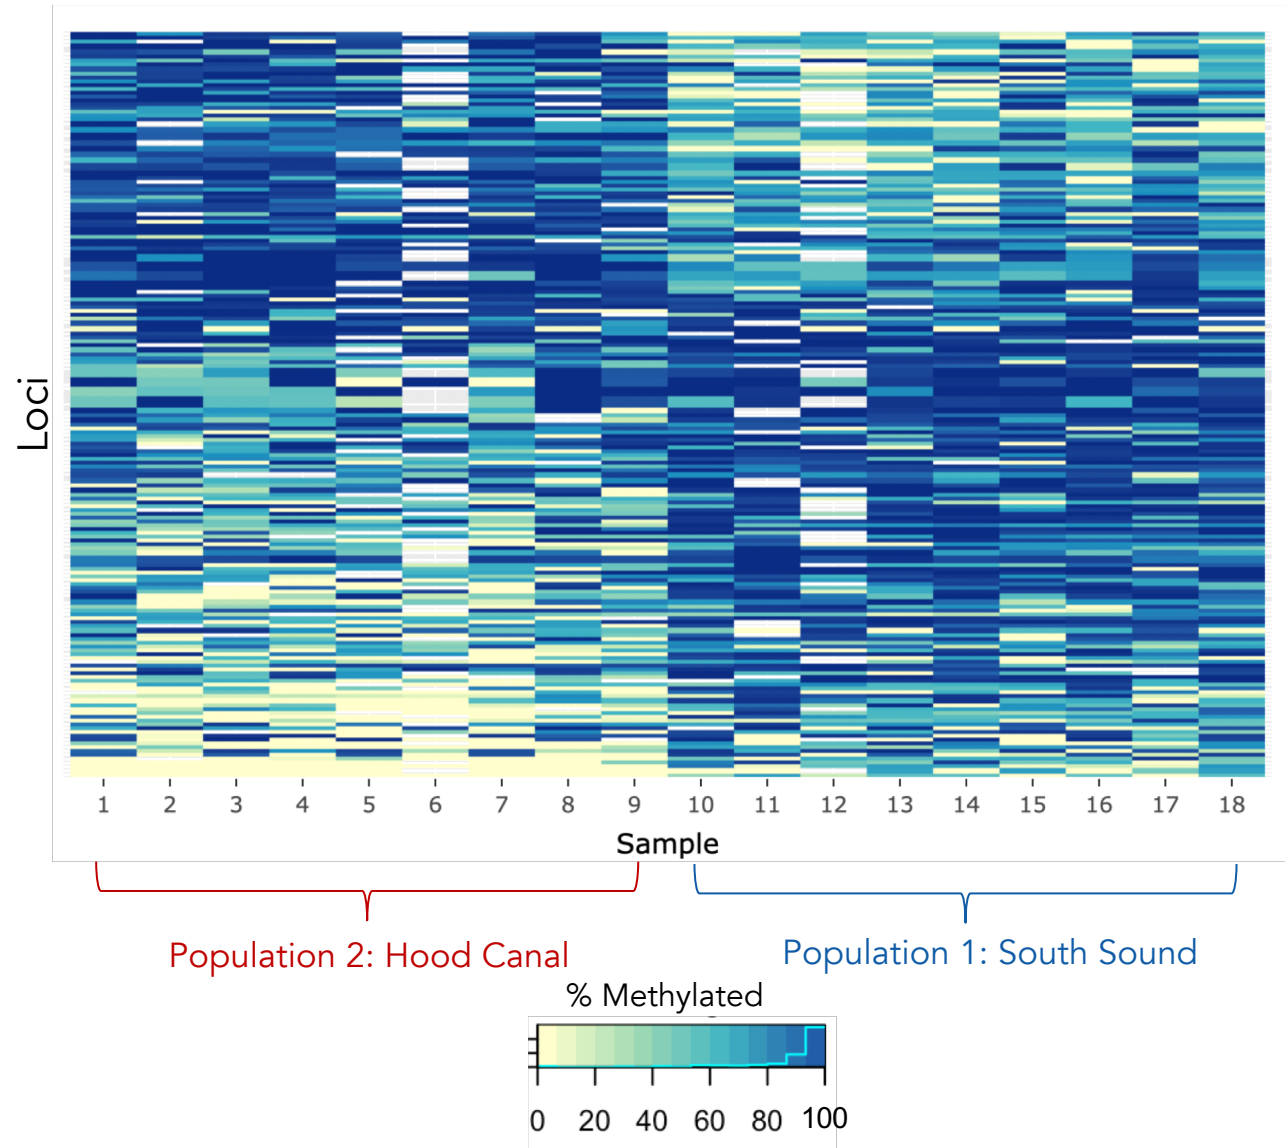 Loci
1 2 3 4 5 6 7 8 9 10 11 12 13 14 15 16 17 18
Sample
Population 2: Hood Canal
Population 1: South Sound
% Methylated
0 20 40 60 80 100